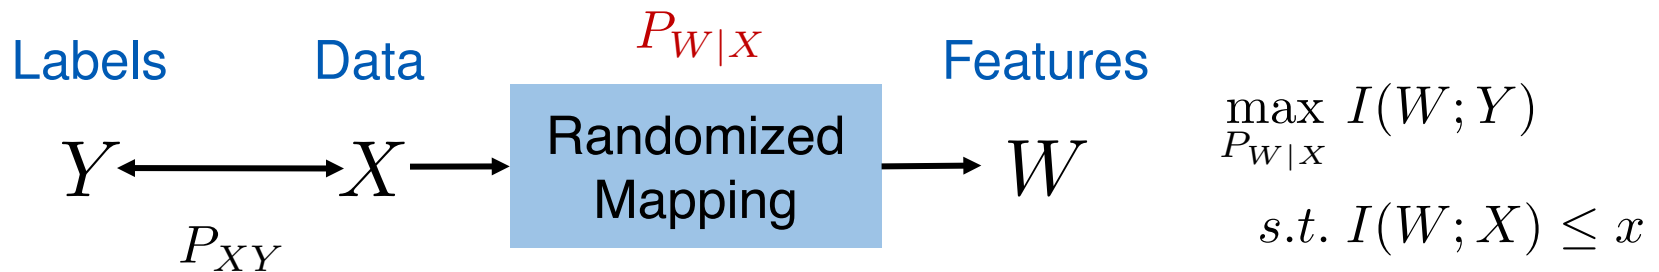 Labels
Data
P_{W|X}
Features
Y
X
Randomized
Mapping
W
P_{XY}
max I(W; Y)
P_{W|X}
s.t. I(W; X) ≤ x